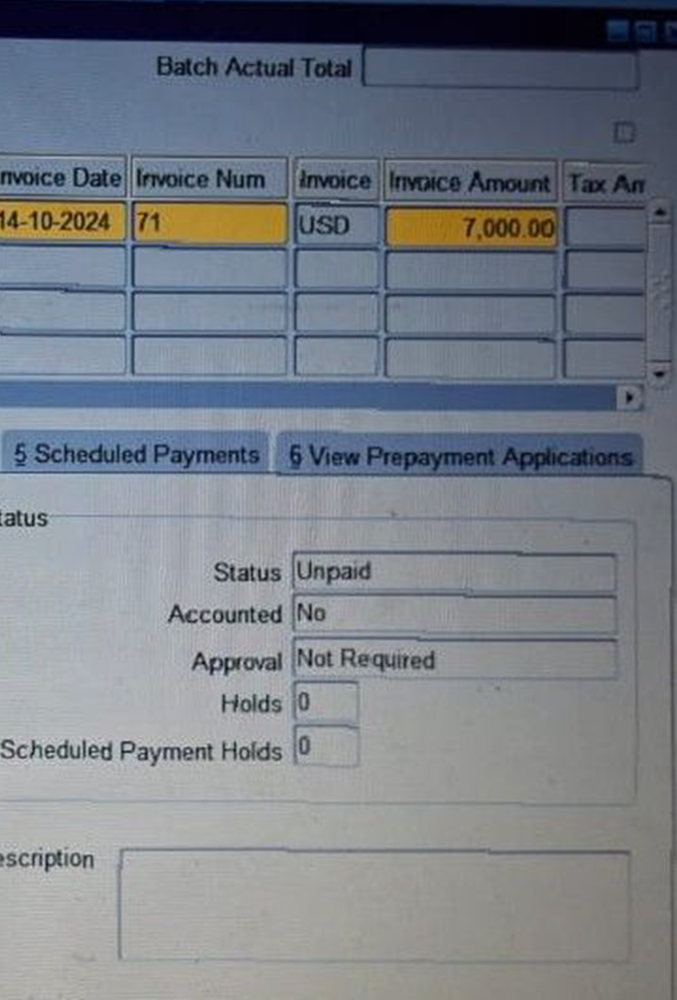 Batch Actual Total
nvoice Date Invoice Num Invoice Invoice Amount Tax Am
14-10-2024 71 USD 7,000.00
5 Scheduled Payments 6 View Prepayment Applications
tatus
Status Unpaid
Accounted No
Approval Not Required
Holds 0
Scheduled Payment Holds 0
escription